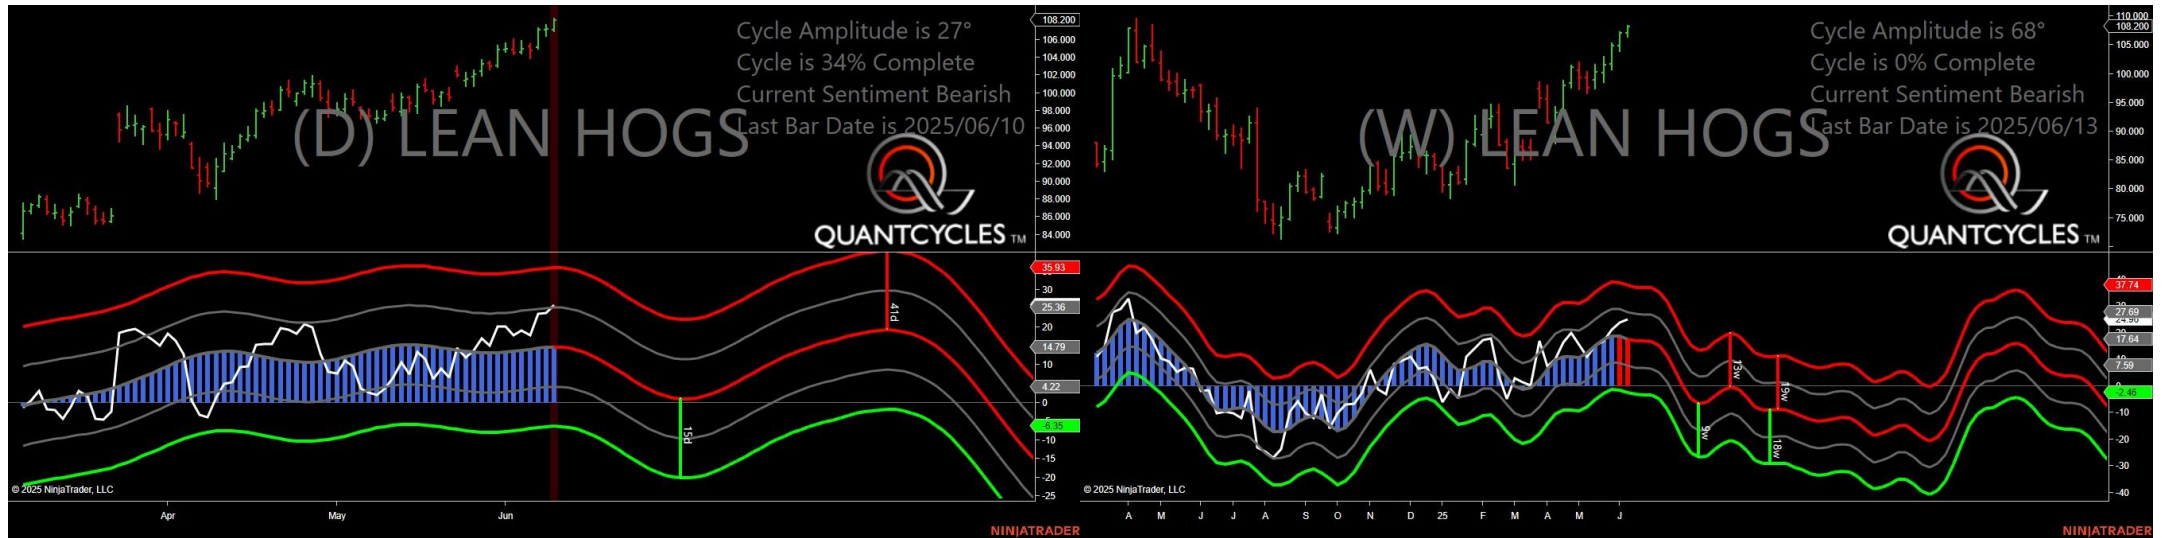 Cycle Amplitude is 27°
Cycle is 34% Complete
Current Sentiment Bearish
Last Bar Date is 2025/06/10
(D) LEAN HOGS
QUANTCYCLES TM
108.200
106.000
104.000
102.000
100.000
98.000
96.000
94.000
92.000
90.000
88.000
86.000
84.000
35.93
30
25.36
20
14.79
10
4.22
0
-6.35
-10
-15
-20
-25
41d
15d
© 2025 NinjaTrader, LLC
Apr
May
Jun
NINJATRADER
Cycle Amplitude is 68°
Cycle is 0% Complete
Current Sentiment Bearish
Last Bar Date is 2025/06/13
(W) LEAN HOGS
QUANTCYCLES TM
110.000
108.200
105.000
100.000
95.000
90.000
85.000
80.000
75.000
37.74
27.69
17.64
7.59
-2.46
-10
-20
-30
-40
13w
19w
9w
18w
© 2025 NinjaTrader, LLC
A M J J A S O N D 25 F M A M J
NINJATRADER